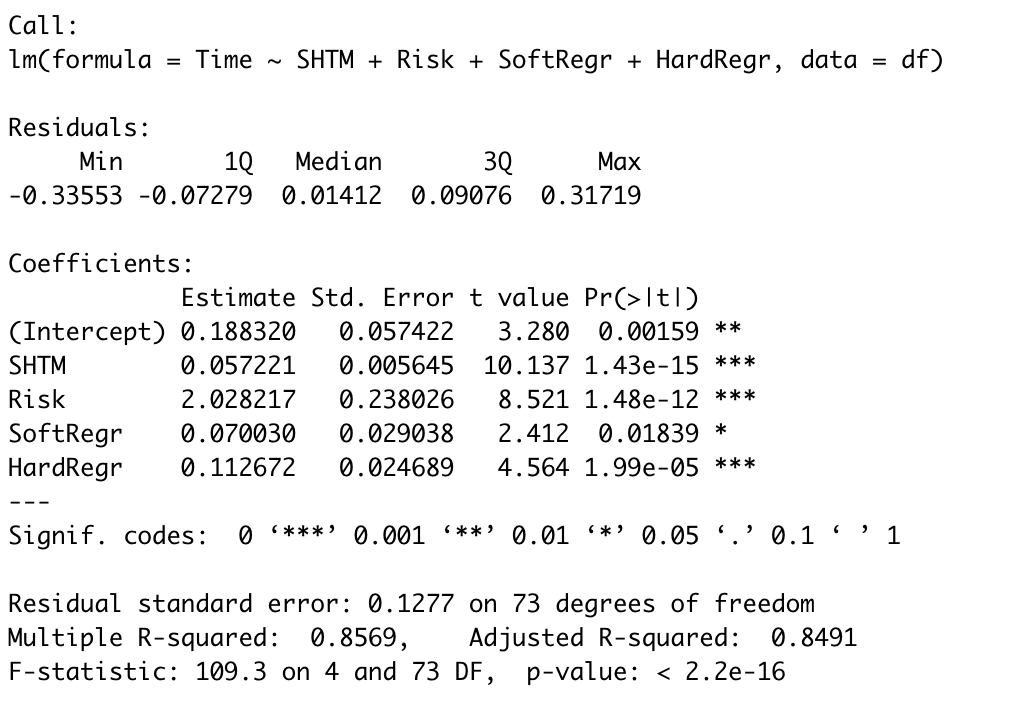 Call:
lm(formula = Time ~ SHTM + Risk + SoftRegr + HardRegr, data = df)

Residuals:
     Min       1Q   Median       3Q      Max
-0.33553 -0.07279  0.01412  0.09076  0.31719

Coefficients:
            Estimate Std. Error t value Pr(>|t|)
(Intercept) 0.188320   0.057422   3.280  0.00159 **
SHTM        0.057221   0.005645  10.137 1.43e-15 ***
Risk        2.028217   0.238026   8.521 1.48e-12 ***
SoftRegr    0.070030   0.029038   2.412  0.01839 *
HardRegr    0.112672   0.024689   4.564 1.99e-05 ***
---
Signif. codes:  0 ‘***’ 0.001 ‘**’ 0.01 ‘*’ 0.05 ‘.’ 0.1 ‘ ’ 1

Residual standard error: 0.1277 on 73 degrees of freedom
Multiple R-squared:  0.8569,    Adjusted R-squared:  0.8491
F-statistic: 109.3 on 4 and 73 DF,  p-value: < 2.2e-16